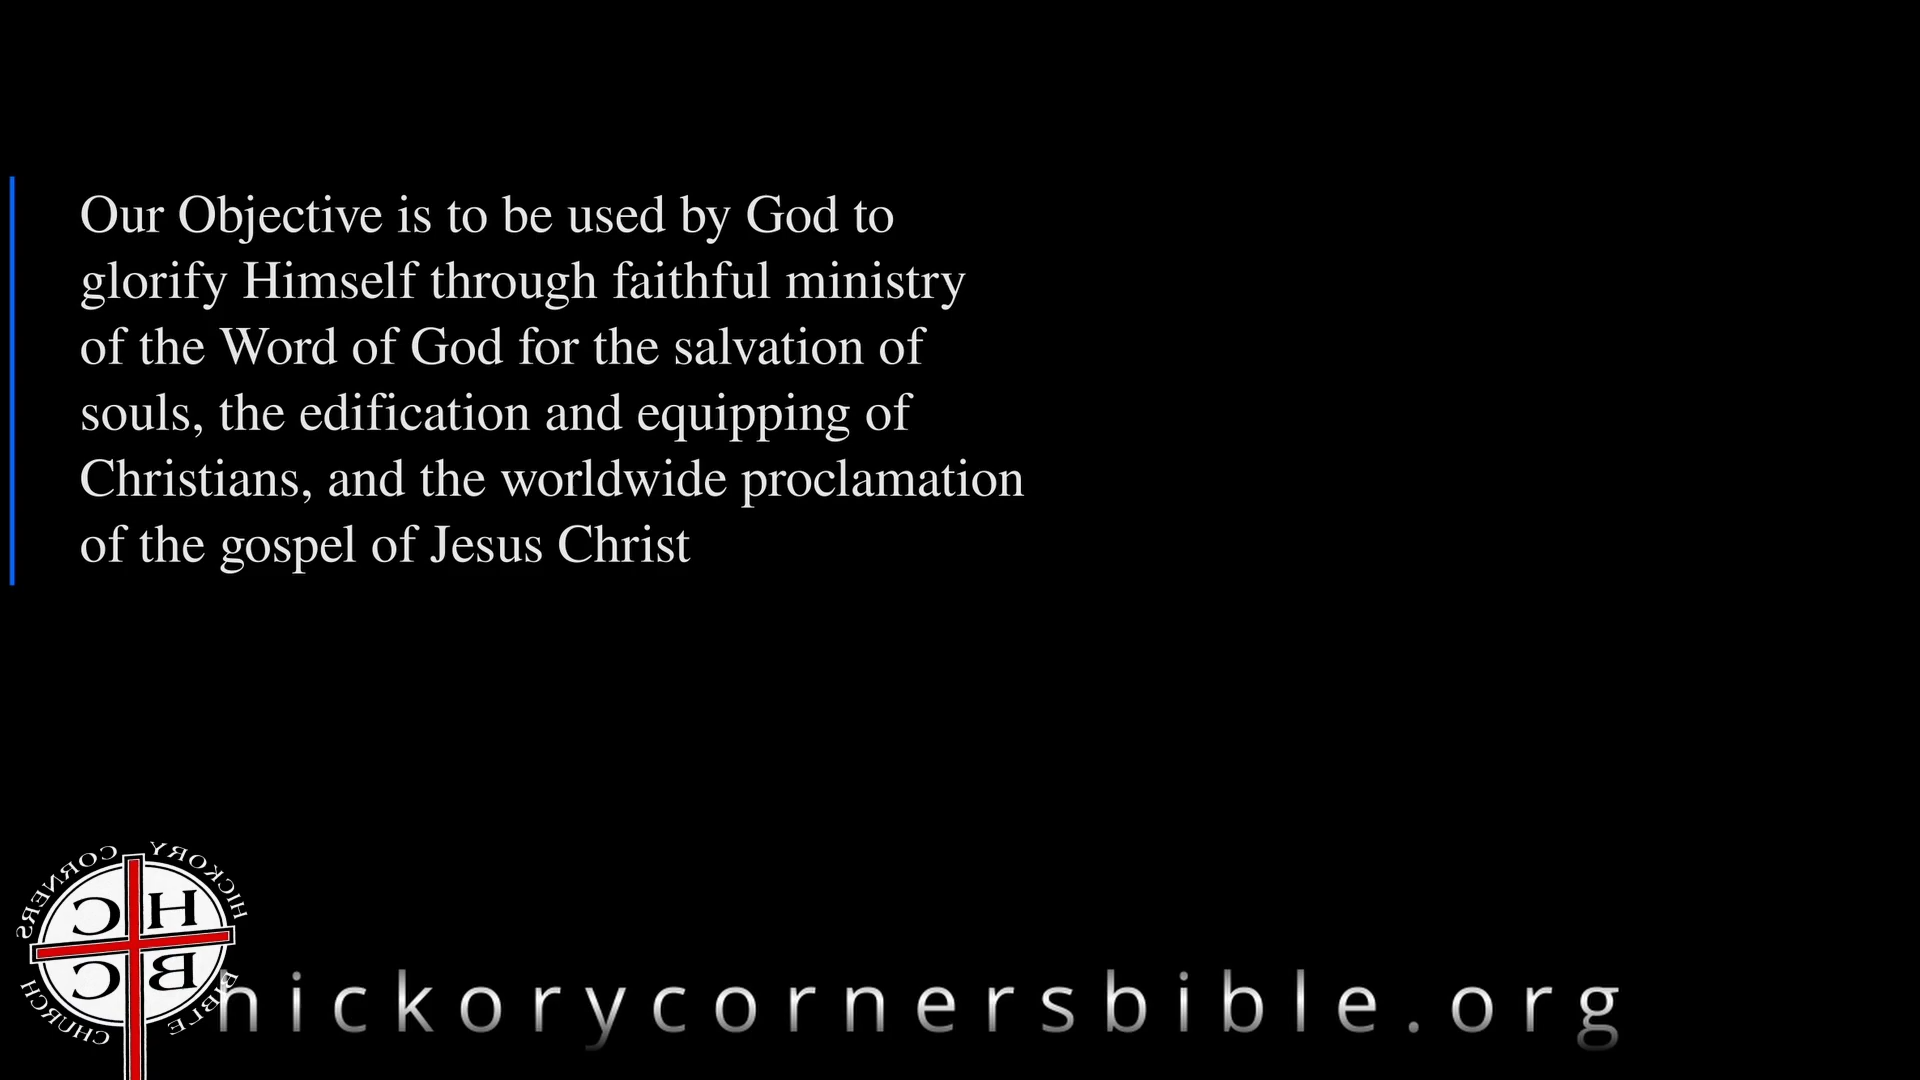 Our Objective is to be used by God to
glorify Himself through faithful ministry
of the Word of God for the salvation of
souls, the edification and equipping of
Christians, and the worldwide proclamation
of the gospel of Jesus Christ
HICKORY CORNERS
HC
BC
BIBLE CHURCH
hickorycornersbible.org